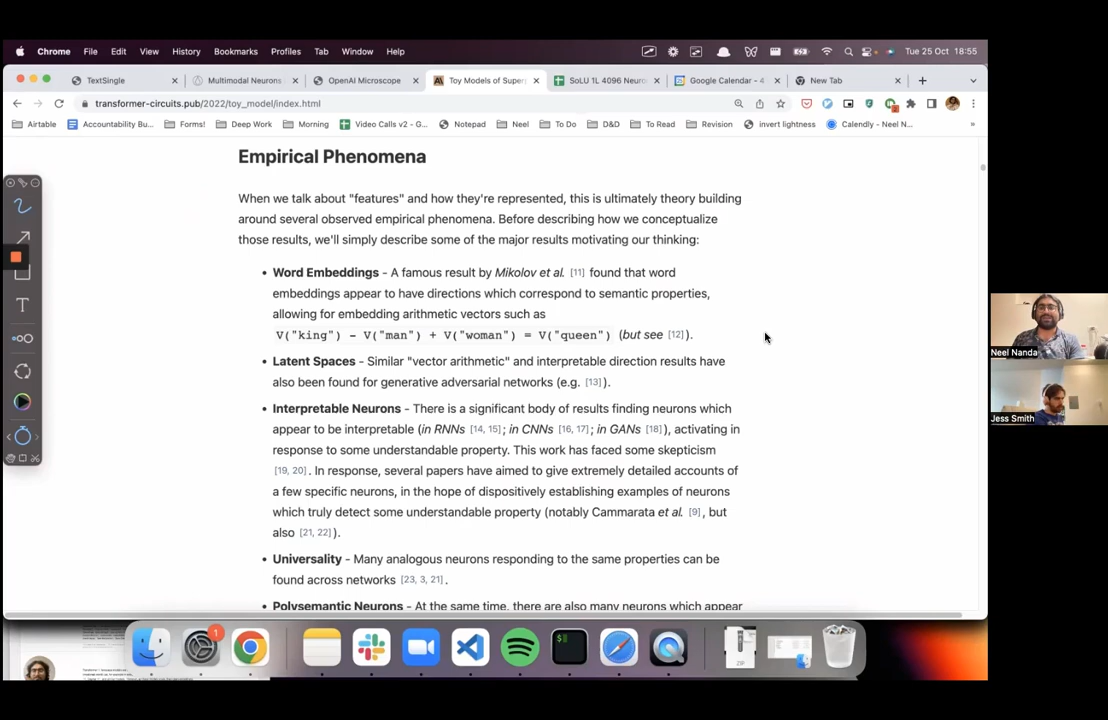 Chrome File Edit View History Bookmarks Profiles Tab Window Help Tue 25 Oct 18:55
TextSingle Multimodal Neurons OpenAI Microscope Toy Models of Super SoLU 1L 4096 Neuro Google Calendar - 4 New Tab
transformer-circuits.pub/2022/toy_model/index.html
Airtable Accountability Bu... Forms! Deep Work Morning Video Calls v2 - G... Notepad Neel To Do D&D To Read Revision invert lightness Calendly - Neel N...
Empirical Phenomena
When we talk about "features" and how they're represented, this is ultimately theory building
around several observed empirical phenomena. Before describing how we conceptualize
those results, we'll simply describe some of the major results motivating our thinking:
• Word Embeddings - A famous result by Mikolov et al. [11] found that word
embeddings appear to have directions which correspond to semantic properties,
allowing for embedding arithmetic vectors such as
V("king") - V("man") + V("woman") = V("queen") (but see [12]).
• Latent Spaces - Similar "vector arithmetic" and interpretable direction results have
also been found for generative adversarial networks (e.g. [13]).
• Interpretable Neurons - There is a significant body of results finding neurons which
appear to be interpretable (in RNNs [14, 15]; in CNNs [16, 17]; in GANs [18]), activating in
response to some understandable property. This work has faced some skepticism
[19, 20]. In response, several papers have aimed to give extremely detailed accounts of
a few specific neurons, in the hope of dispositively establishing examples of neurons
which truly detect some understandable property (notably Cammarata et al. [9], but
also [21, 22]).
• Universality - Many analogous neurons responding to the same properties can be
found across networks [23, 3, 21].
• Polysemantic Neurons - At the same time, there are also many neurons which appear
Neel Nanda
Jess Smith
1
ZIP